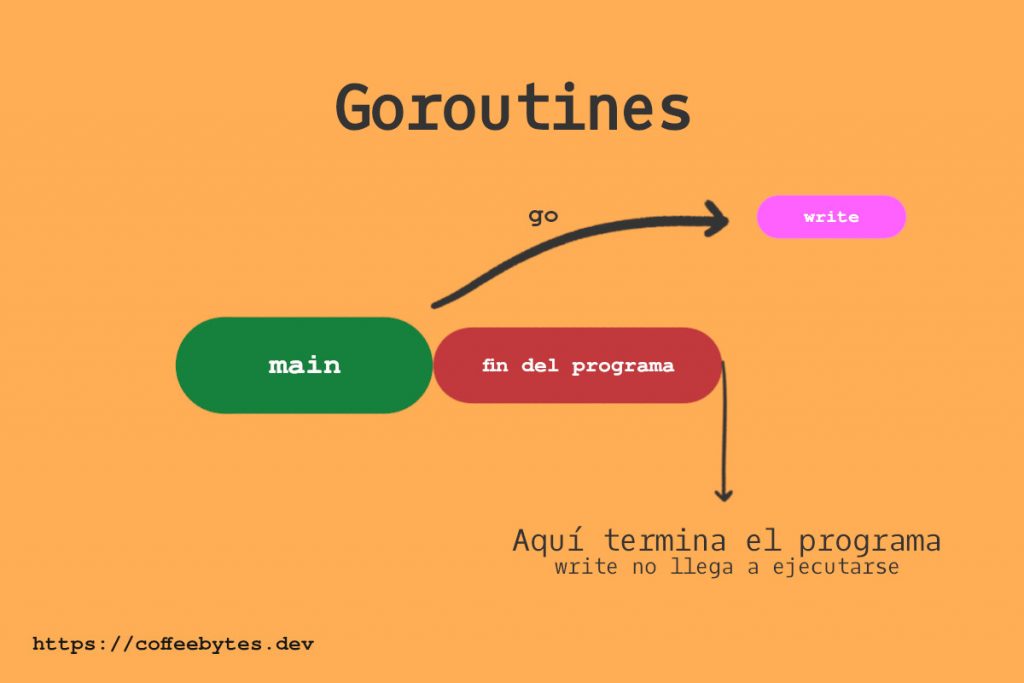 Goroutines
go
write
main
fin del programa
Aquí termina el programa
write no llega a ejecutarse
https://coffeebytes.dev